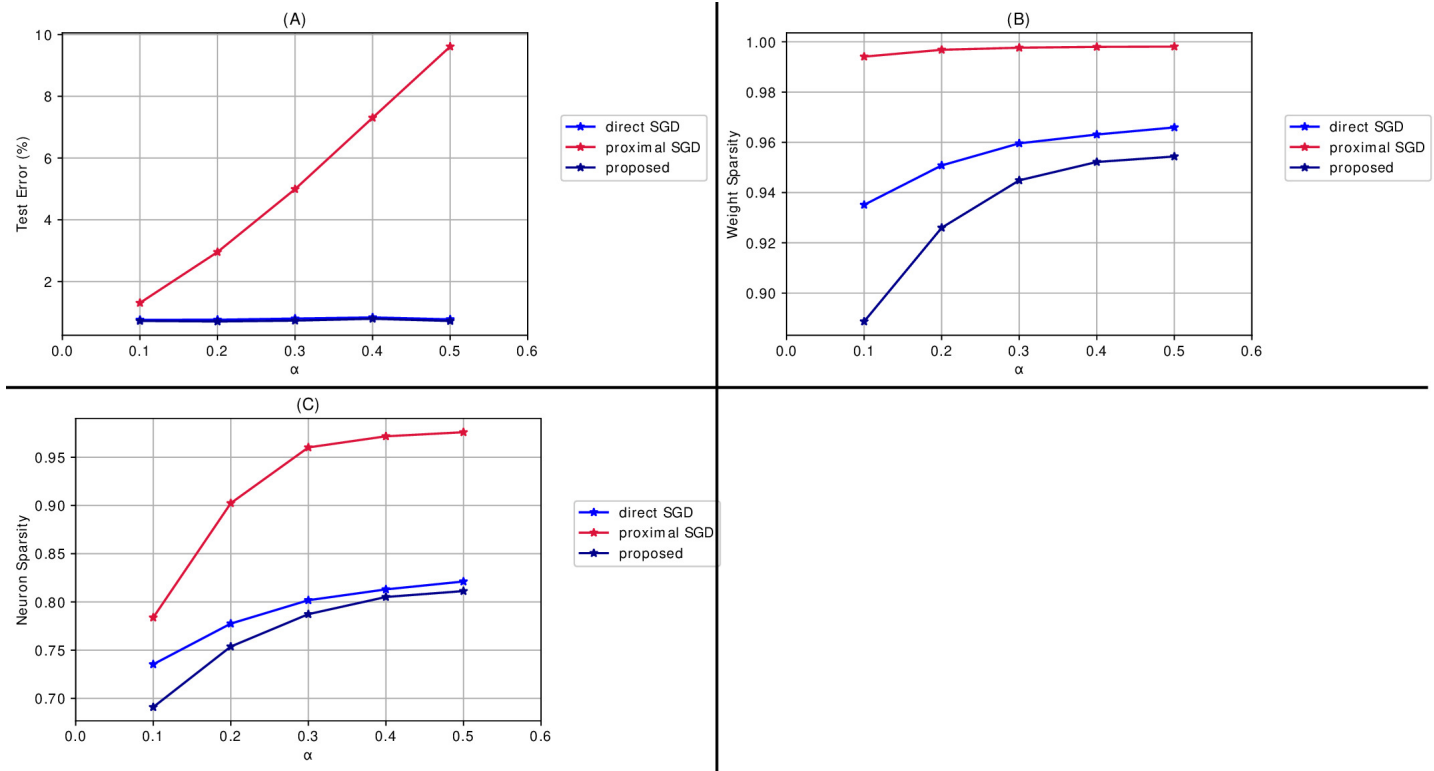 (A)
Test Error (%)
10
8
6
4
2
0.0 0.1 0.2 0.3 0.4 0.5 0.6
α
direct SGD
proximal SGD
proposed
(B)
Weight Sparsity
1.00
0.98
0.96
0.94
0.92
0.90
0.0 0.1 0.2 0.3 0.4 0.5 0.6
α
direct SGD
proximal SGD
proposed
(C)
Neuron Sparsity
0.95
0.90
0.85
0.80
0.75
0.70
0.0 0.1 0.2 0.3 0.4 0.5 0.6
α
direct SGD
proximal SGD
proposed